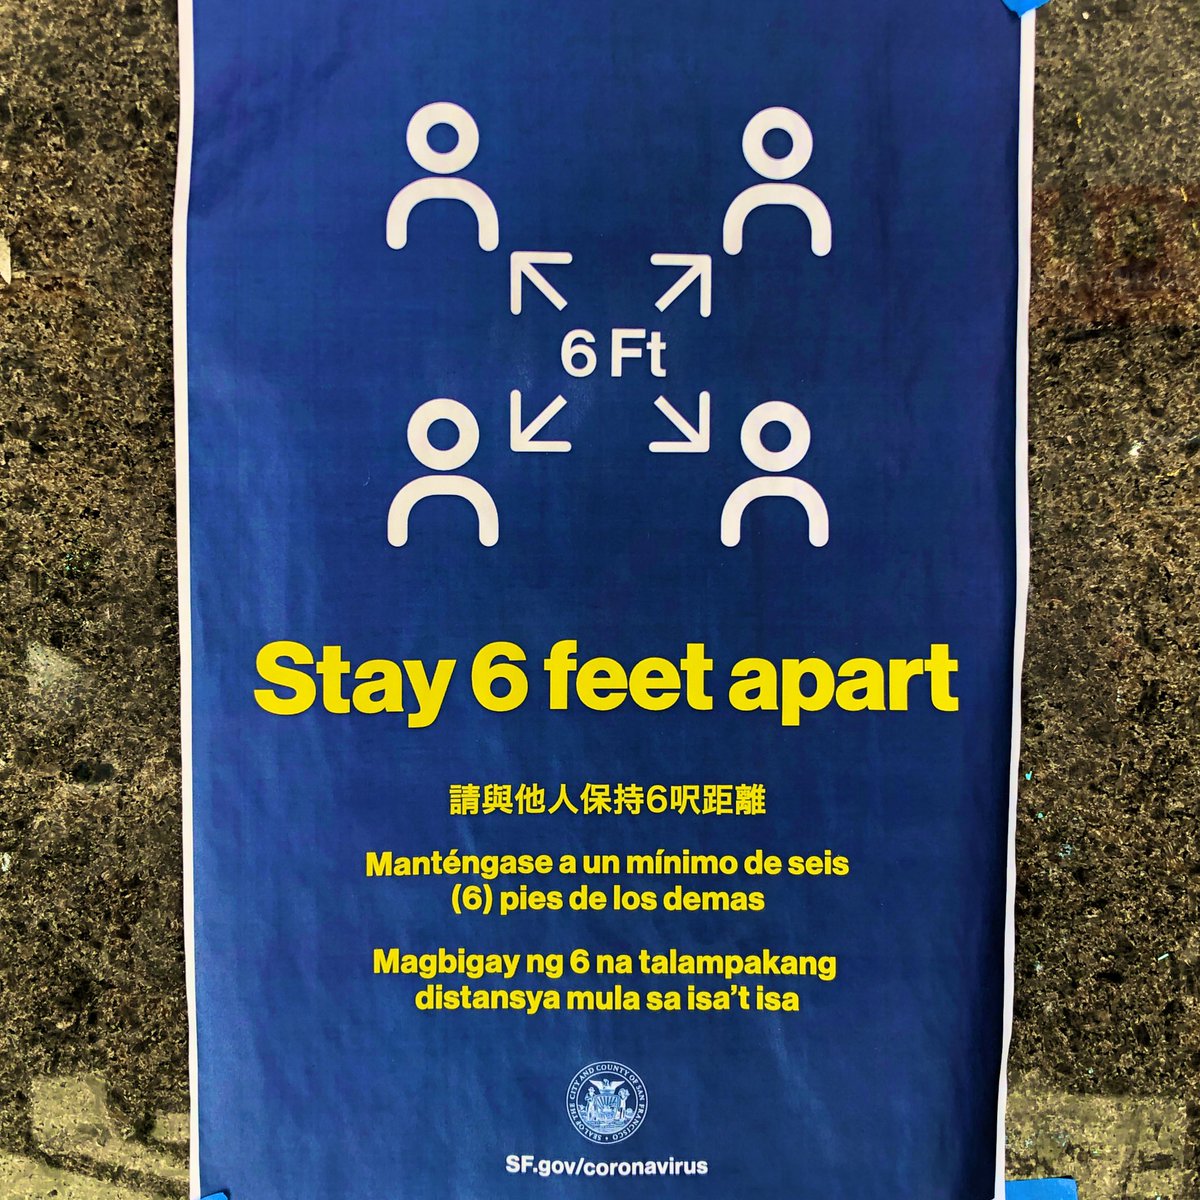 6 Ft
Stay 6 feet apart
請與他人保持6呎距離
Manténgase a un mínimo de seis
(6) pies de los demas
Magbigay ng 6 na talampakang
distansya mula sa isa't isa
SEAL OF THE CITY AND COUNTY OF SAN FRANCISCO
SF.gov/coronavirus